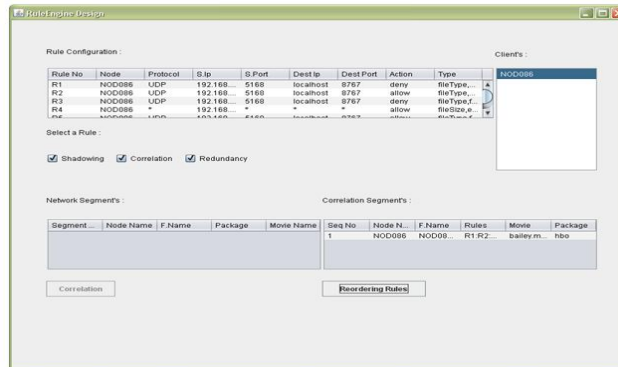 RuleEngine Design
Rule Configuration :
Client's :
Rule No Node Protocol S.Ip S.Port Dest Ip Dest Port Action Type
R1 NOD086 UDP 192.168.... 5168 localhost 8767 deny fileType,...
R2 NOD086 UDP 192.168.... 5168 localhost 8767 allow fileType,...
R3 NOD086 UDP 192.168.... 5168 localhost 8767 deny fileType,f...
R4 NOD086 * 192.168.... * * * allow fileSize,e...
NOD086
Select a Rule :
Shadowing Correlation Redundancy
Network Segment's :
Correlation Segment's :
Segment ... Node Name F.Name Package Movie Name
Seq No Node N... F.Name Rules Movie Package
1 NOD086 NOD08... R1:R2:... bailey.m... hbo
Correlation
Reordering Rules